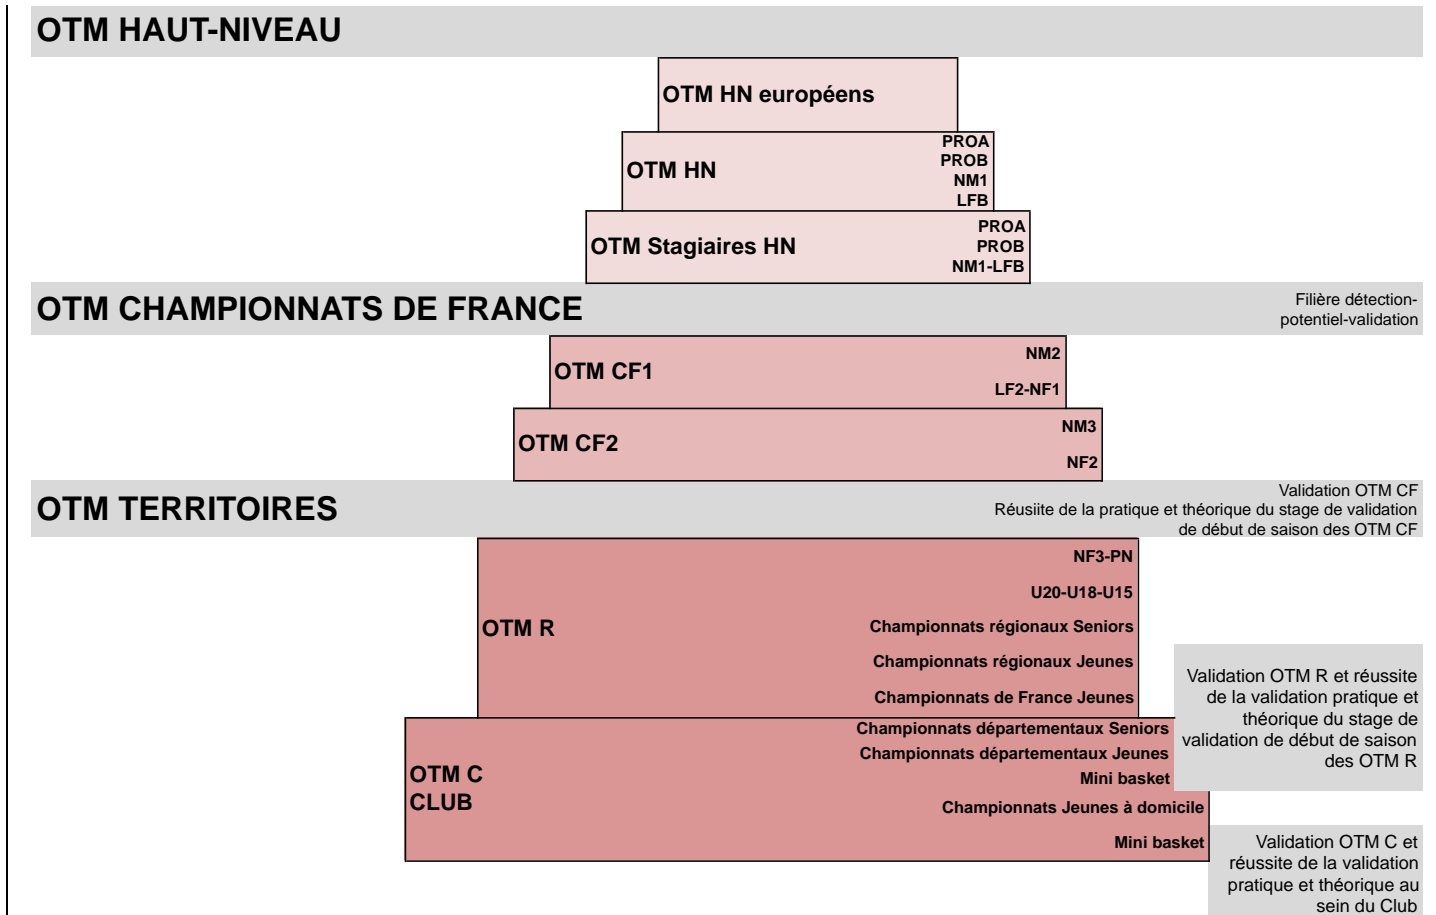 OTM HAUT-NIVEAU
OTM HN européens
OTM HN
PROA
PROB
NM1
LFB
OTM Stagiaires HN
PROA
PROB
NM1-LFB
OTM CHAMPIONNATS DE FRANCE
Filière détection-
potentiel-validation
OTM CF1
NM2
LF2-NF1
OTM CF2
NM3
NF2
OTM TERRITOIRES
Validation OTM CF
Réusiite de la pratique et théorique du stage de validation
de début de saison des OTM CF
OTM R
NF3-PN
U20-U18-U15
Championnats régionaux Seniors
Championnats régionaux Jeunes
Championnats de France Jeunes
Validation OTM R et réussite
de la validation pratique et
théorique du stage de
validation de début de saison
des OTM R
OTM C
CLUB
Championnats départementaux Seniors
Championnats départementaux Jeunes
Mini basket
Championnats Jeunes à domicile
Mini basket
Validation OTM C et
réussite de la validation
pratique et théorique au
sein du Club